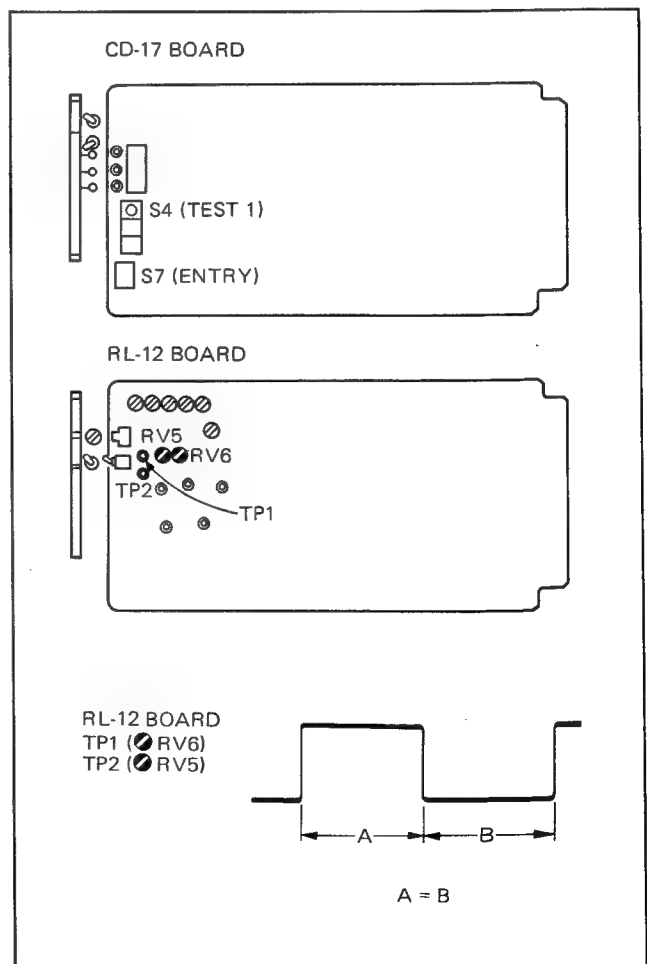 CD-17 BOARD
S4 (TEST 1)
S7 (ENTRY)
RL-12 BOARD
RV5
RV6
TP2
TP1
RL-12 BOARD
TP1 (RV6)
TP2 (RV5)
A
B
A = B